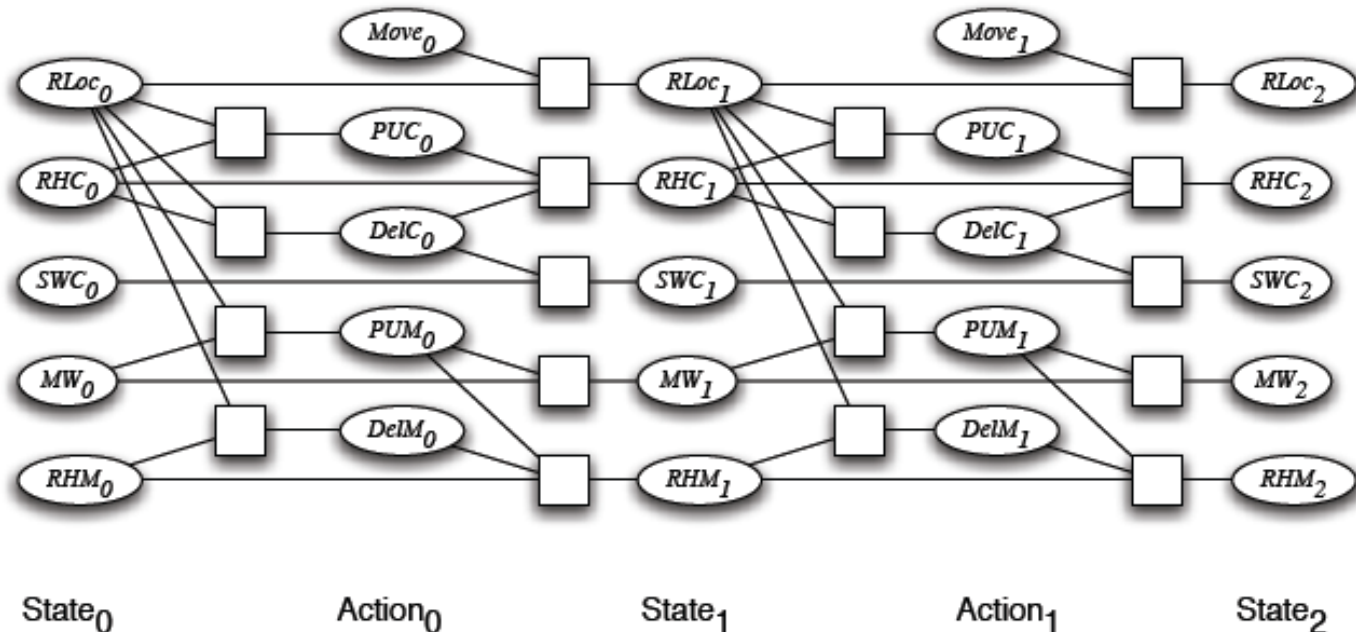 Move0 Move1
RLoc0 RLoc1 RLoc2
PUC0 PUC1
RHC0 RHC1 RHC2
DelC0 DelC1
SWC0 SWC1 SWC2
PUM0 PUM1
MW0 MW1 MW2
DelM0 DelM1
RHM0 RHM1 RHM2
State0 Action0 State1 Action1 State2